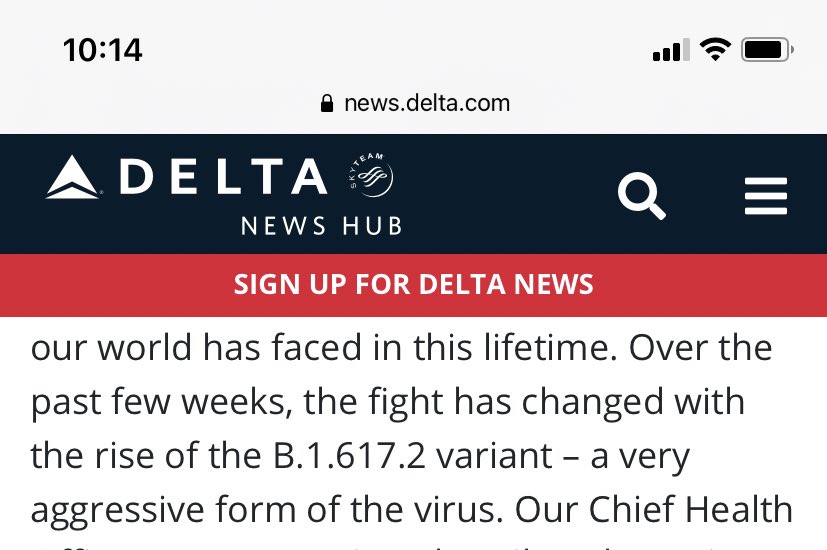 10:14
news.delta.com
DELTA
SKYTEAM
NEWS HUB
SIGN UP FOR DELTA NEWS
our world has faced in this lifetime. Over the
past few weeks, the fight has changed with
the rise of the B.1.617.2 variant – a very
aggressive form of the virus. Our Chief Health